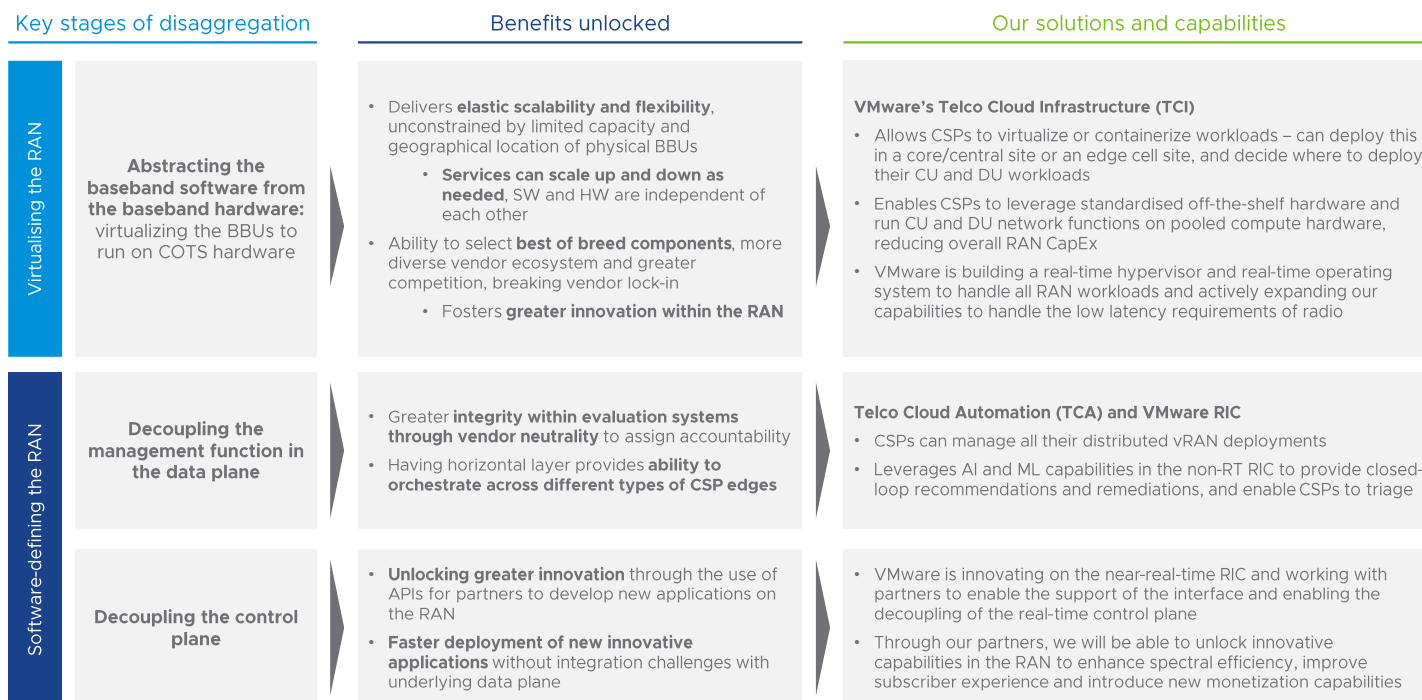 Key stages of disaggregation
Benefits unlocked
Our solutions and capabilities
Virtualising the RAN
Abstracting the
baseband software from
the baseband hardware:
virtualizing the BBUs to
run on COTS hardware
• Delivers elastic scalability and flexibility,
unconstrained by limited capacity and
geographical location of physical BBUs
• Services can scale up and down as
needed, SW and HW are independent of
each other
• Ability to select best of breed components, more
diverse vendor ecosystem and greater
competition, breaking vendor lock-in
• Fosters greater innovation within the RAN
VMware's Telco Cloud Infrastructure (TCI)
• Allows CSPs to virtualize or containerize workloads – can deploy this
in a core/central site or an edge cell site, and decide where to deploy
their CU and DU workloads
• Enables CSPs to leverage standardised off-the-shelf hardware and
run CU and DU network functions on pooled compute hardware,
reducing overall RAN CapEx
• VMware is building a real-time hypervisor and real-time operating
system to handle all RAN workloads and actively expanding our
capabilities to handle the low latency requirements of radio
Software-defining the RAN
Decoupling the
management function in
the data plane
• Greater integrity within evaluation systems
through vendor neutrality to assign accountability
• Having horizontal layer provides ability to
orchestrate across different types of CSP edges
Telco Cloud Automation (TCA) and VMware RIC
• CSPs can manage all their distributed vRAN deployments
• Leverages AI and ML capabilities in the non-RT RIC to provide closed-
loop recommendations and remediations, and enable CSPs to triage
Decoupling the control
plane
• Unlocking greater innovation through the use of
APIs for partners to develop new applications on
the RAN
• Faster deployment of new innovative
applications without integration challenges with
underlying data plane
• VMware is innovating on the near-real-time RIC and working with
partners to enable the support of the interface and enabling the
decoupling of the real-time control plane
• Through our partners, we will be able to unlock innovative
capabilities in the RAN to enhance spectral efficiency, improve
subscriber experience and introduce new monetization capabilities